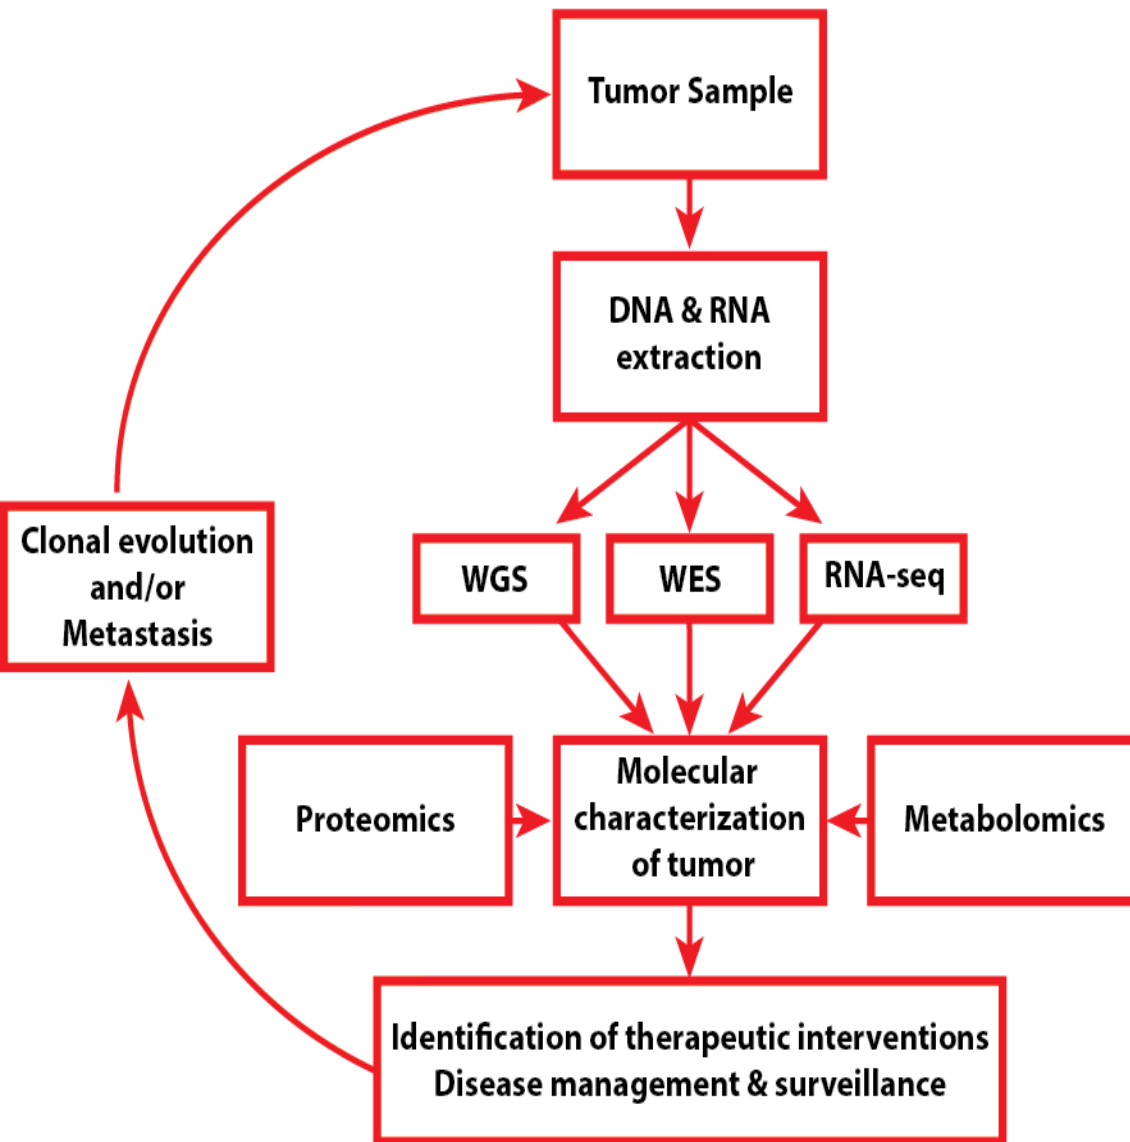 Tumor Sample
DNA & RNA
extraction
Clonal evolution
and/or
Metastasis
WGS
WES
RNA-seq
Proteomics
Molecular
characterization
of tumor
Metabolomics
Identification of therapeutic interventions
Disease management & surveillance